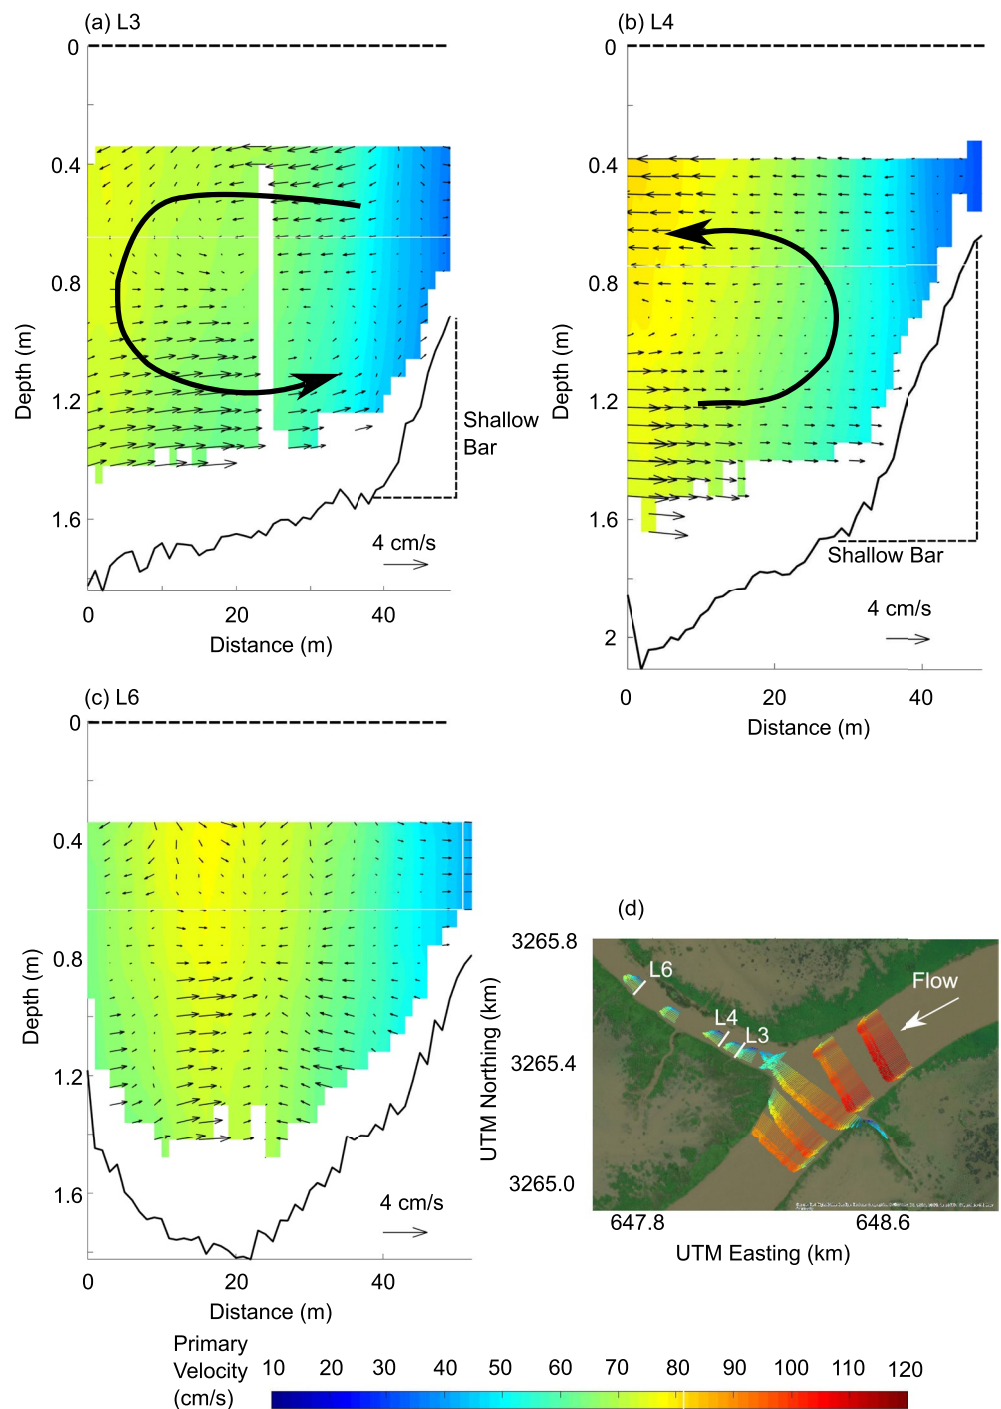 (a) L3
0
0.4
0.8
1.2
1.6
Depth (m)
Shallow
Bar
4 cm/s
0
20
40
Distance (m)
(b) L4
0
0.4
0.8
1.2
1.6
2
Depth (m)
Shallow Bar
4 cm/s
0
20
40
Distance (m)
(c) L6
0
0.4
0.8
1.2
1.6
Depth (m)
4 cm/s
0
20
40
Distance (m)
(d)
3265.8
3265.4
3265.0
UTM Northing (km)
L6
L4
L3
Flow
647.8
648.6
UTM Easting (km)
Primary
Velocity
(cm/s)
10 20 30 40 50 60 70 80 90 100 110 120